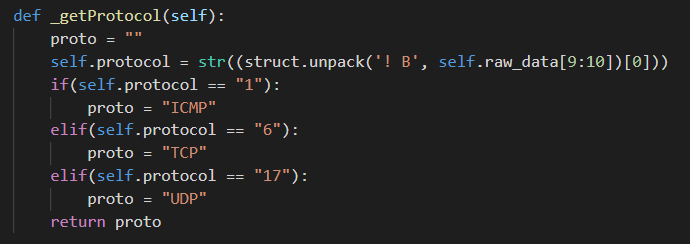 def _getProtocol(self):
    proto = ""
    self.protocol = str((struct.unpack('! B', self.raw_data[9:10])[0]))
    if(self.protocol == "1"):
        proto = "ICMP"
    elif(self.protocol == "6"):
        proto = "TCP"
    elif(self.protocol == "17"):
        proto = "UDP"
    return proto